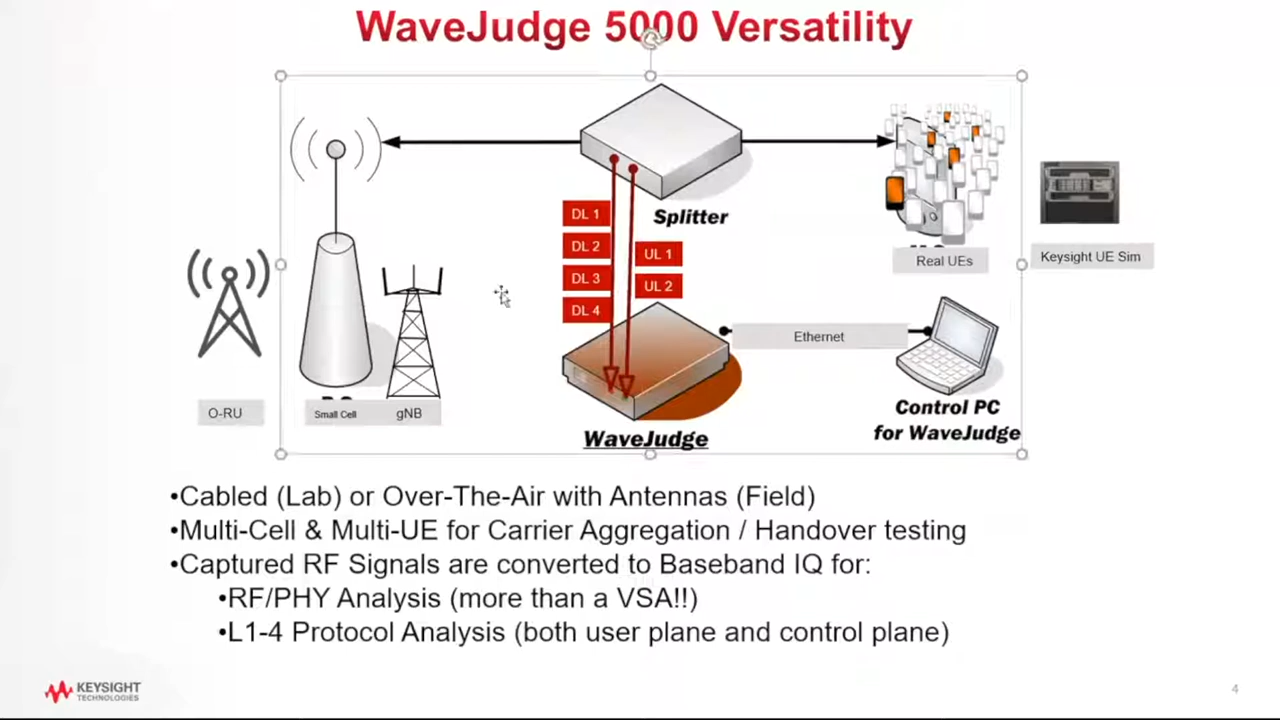 WaveJudge 5000 Versatility
Splitter
DL 1
DL 2
DL 3
DL 4
UL 1
UL 2
Real UEs
Keysight UE Sim
Ethernet
O-RU
Small Cell
gNB
Control PC
for WaveJudge
WaveJudge
•Cabled (Lab) or Over-The-Air with Antennas (Field)
•Multi-Cell & Multi-UE for Carrier Aggregation / Handover testing
•Captured RF Signals are converted to Baseband IQ for:
•RF/PHY Analysis (more than a VSA!!)
•L1-4 Protocol Analysis (both user plane and control plane)
KEYSIGHT
TECHNOLOGIES
4